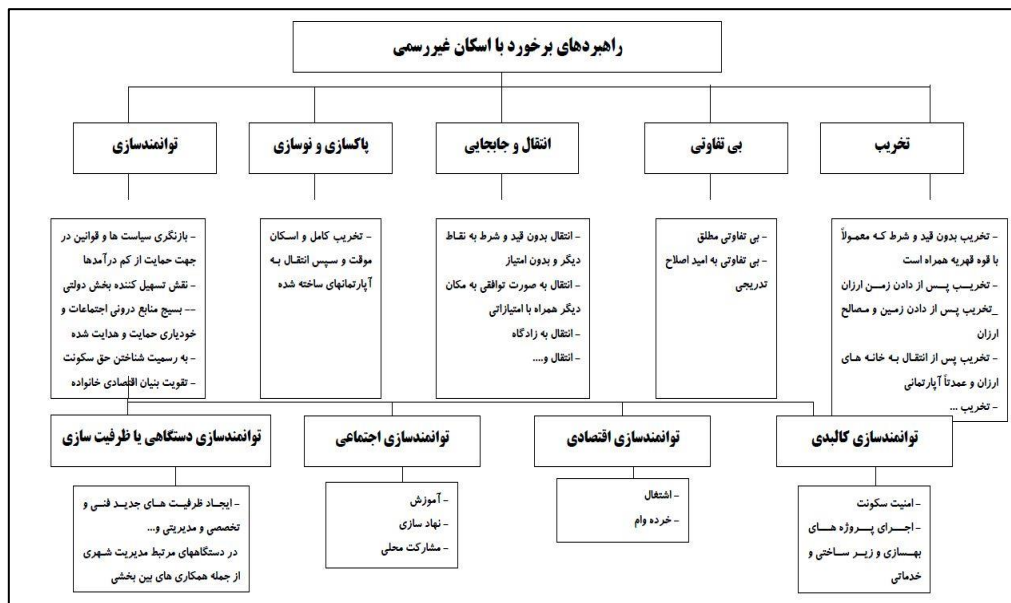 راهبردهای برخورد با اسکان غیررسمی
تخریب
بی تفاوتی
انتقال و جابجایی
پاکسازی و نوسازی
توانمندسازی
- تخریب بدون قید و شرط که معمولاً
با قوه قهریه همراه است
- تخریب پس از دادن زمین ارزان
_تخریب پس از دادن زمین و مصالح
ارزان
- تخریب پس از انتقال به خانه های
ارزان و عمدتاً آپارتمانی
- تخریب ...
- بی تفاوتی مطلق
- بی تفاوتی به امید اصلاح
تدریجی
- انتقال بدون قید و شرط به نقاط
دیگر و بدون امتیاز
- انتقال به صورت توافقی به مکان
دیگر همراه با امتیازاتی
- انتقال به زادگاه
- انتقال و....
- تخریب کامل و اسکان
موقت و سپس انتقال به
آپارتمانهای ساخته شده
- بازنگری سیاست ها و قوانین در
جهت حمایت از کم درآمدها
- نقش تسهیل کننده بخش دولتی
-- بسیج منابع درونی اجتماعات و
خودیاری حمایت و هدایت شده
- به رسمیت شناختن حق سکونت
- تقویت بنیان اقتصادی خانواده
توانمندسازی کالبدی
توانمندسازی اقتصادی
توانمندسازی اجتماعی
توانمندسازی دستگاهی یا ظرفیت سازی
- امنیت سکونت
- اجرای پروژه های
بهسازی و زیر ساختی و
خدماتی
- اشتغال
- خرده وام
- آموزش
- نهاد سازی
- مشارکت محلی
- ایجاد ظرفیت های جدید فنی و
تخصصی و مدیریتی و...
در دستگاههای مرتبط مدیریت شهری
از جمله همکاری های بین بخشی